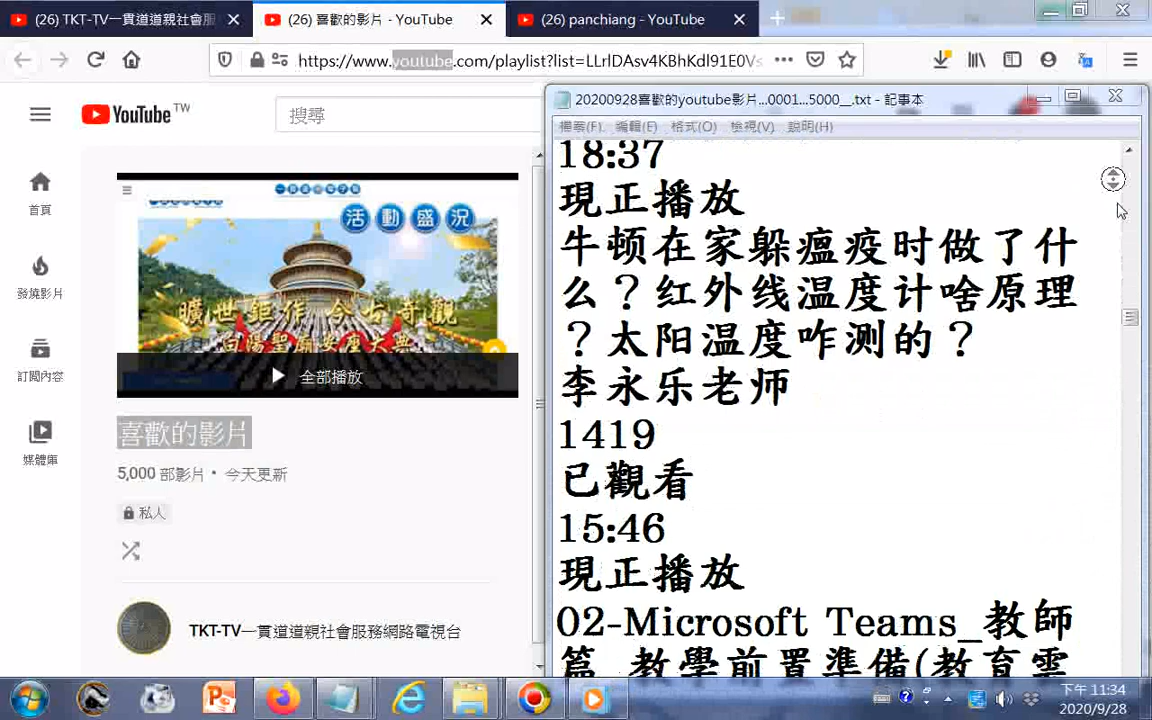 (26) TKT-TV一貫道道親社會服
(26) 喜歡的影片 - YouTube
(26) panchiang - YouTube
https://www.youtube.com/playlist?list=LLrlDAsv4KBhKdl91E0Vs
YouTube TW
搜尋
首頁
發燒影片
訂閱內容
媒體庫
活動盛況
曠世鉅作 今古奇觀
白陽聖廟安座大典
全部播放
喜歡的影片
5,000 部影片 • 今天更新
私人
TKT-TV一貫道道親社會服務網路電視台
20200928喜歡的youtube影片...0001...5000__.txt - 記事本
檔案(F) 編輯(E) 格式(O) 檢視(V) 說明(H)
18:37
現正播放
牛顿在家躲瘟疫时做了什
么？红外线温度计啥原理
？太阳温度咋测的？
李永乐老师
1419
已觀看
15:46
現正播放
02-Microsoft Teams_教師
篇_教學前置準備(教育雲
下午 11:34
2020/9/28